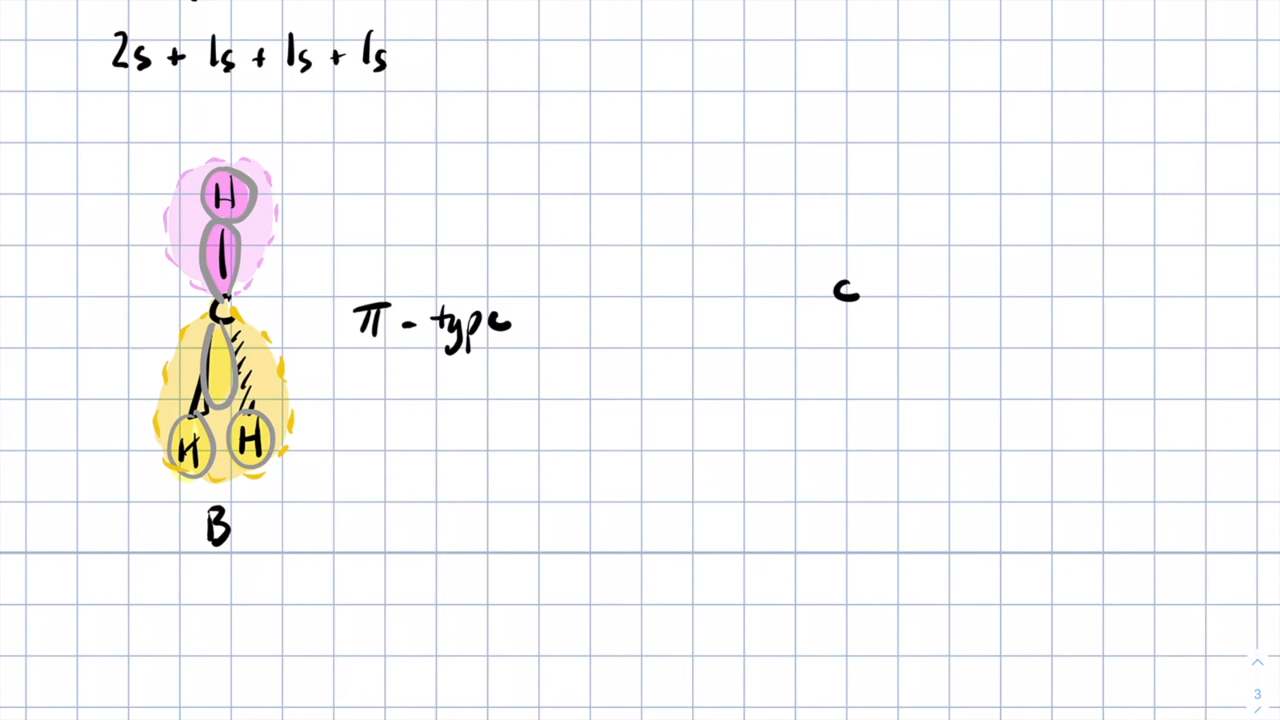 2s + 1s + 1s + 1s
H
C
π - type
C
H H
B
3